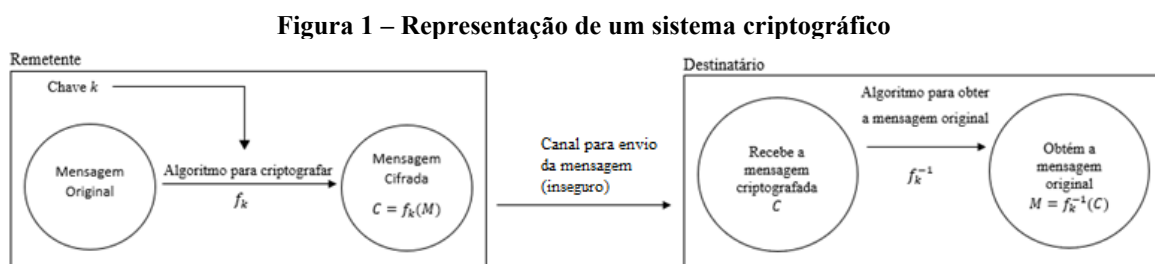 Figura 1 – Representação de um sistema criptográfico
Remetente
Chave k
Mensagem
Original
Algoritmo para criptografar
f_k
Mensagem
Cifrada
C = f_k(M)
Canal para envio
da mensagem
(inseguro)
Destinatário
Recebe a
mensagem
criptografada
C
Algoritmo para obter
a mensagem original
f_k^{-1}
Obtém a
mensagem
original
M = f_k^{-1}(C)